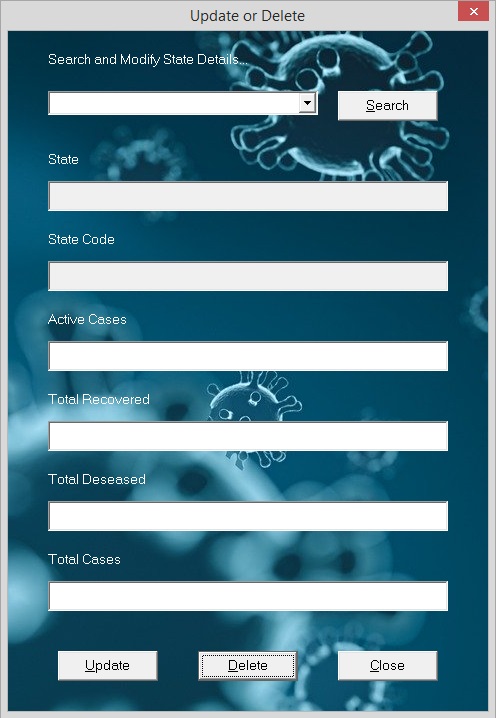 Update or Delete
Search and Modify State Details...
Search
State
State Code
Active Cases
Total Recovered
Total Deseased
Total Cases
Update
Delete
Close